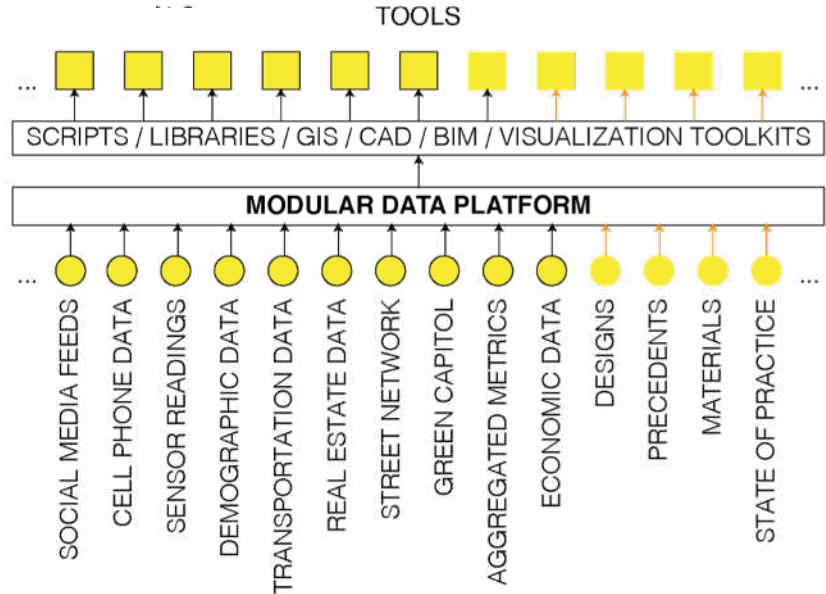 TOOLS
... ...
SCRIPTS / LIBRARIES / GIS / CAD / BIM / VISUALIZATION TOOLKITS
MODULAR DATA PLATFORM
... ...
SOCIAL MEDIA FEEDS
CELL PHONE DATA
SENSOR READINGS
DEMOGRAPHIC DATA
TRANSPORTATION DATA
REAL ESTATE DATA
STREET NETWORK
GREEN CAPITOL
AGGREGATED METRICS
ECONOMIC DATA
DESIGNS
PRECEDENTS
MATERIALS
STATE OF PRACTICE